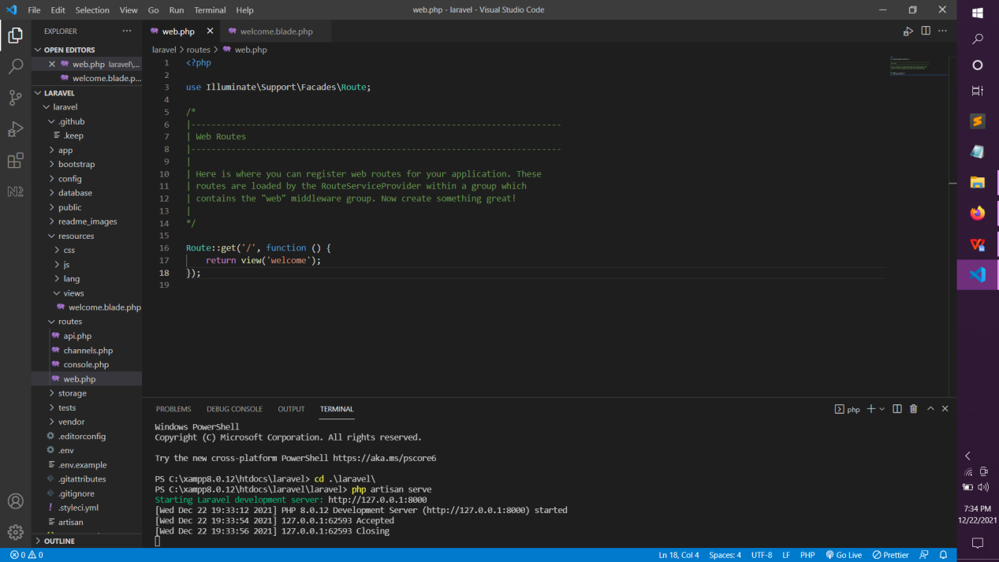 File Edit Selection View Go Run Terminal Help
web.php - laravel - Visual Studio Code
EXPLORER
OPEN EDITORS
web.php laravel\...
welcome.blade.p...
LARAVEL
laravel
.github
.keep
app
bootstrap
config
database
public
readme_images
resources
css
js
lang
views
welcome.blade.php
routes
api.php
channels.php
console.php
web.php
storage
tests
vendor
.editorconfig
.env
.env.example
.gitattributes
.gitignore
.styleci.yml
artisan
OUTLINE
web.php
welcome.blade.php
laravel > routes > web.php
1 <?php
2
3 use Illuminate\Support\Facades\Route;
4
5 /*
6 |--------------------------------------------------------------------------
7 | Web Routes
8 |--------------------------------------------------------------------------
9 |
10 | Here is where you can register web routes for your application. These
11 | routes are loaded by the RouteServiceProvider within a group which
12 | contains the "web" middleware group. Now create something great!
13 |
14 */
15
16 Route::get('/', function () {
17     return view('welcome');
18 });
19
PROBLEMS DEBUG CONSOLE OUTPUT TERMINAL
php
Windows PowerShell
Copyright (C) Microsoft Corporation. All rights reserved.
Try the new cross-platform PowerShell https://aka.ms/pscore6
PS C:\xampp8.0.12\htdocs\laravel> cd .\laravel\
PS C:\xampp8.0.12\htdocs\laravel\laravel> php artisan serve
Starting Laravel development server: http://127.0.0.1:8000
[Wed Dec 22 19:33:12 2021] PHP 8.0.12 Development Server (http://127.0.0.1:8000) started
[Wed Dec 22 19:33:54 2021] 127.0.0.1:62593 Accepted
[Wed Dec 22 19:33:56 2021] 127.0.0.1:62593 Closing
0 0
Ln 18, Col 4 Spaces: 4 UTF-8 LF PHP Go Live Prettier
7:34 PM
12/22/2021